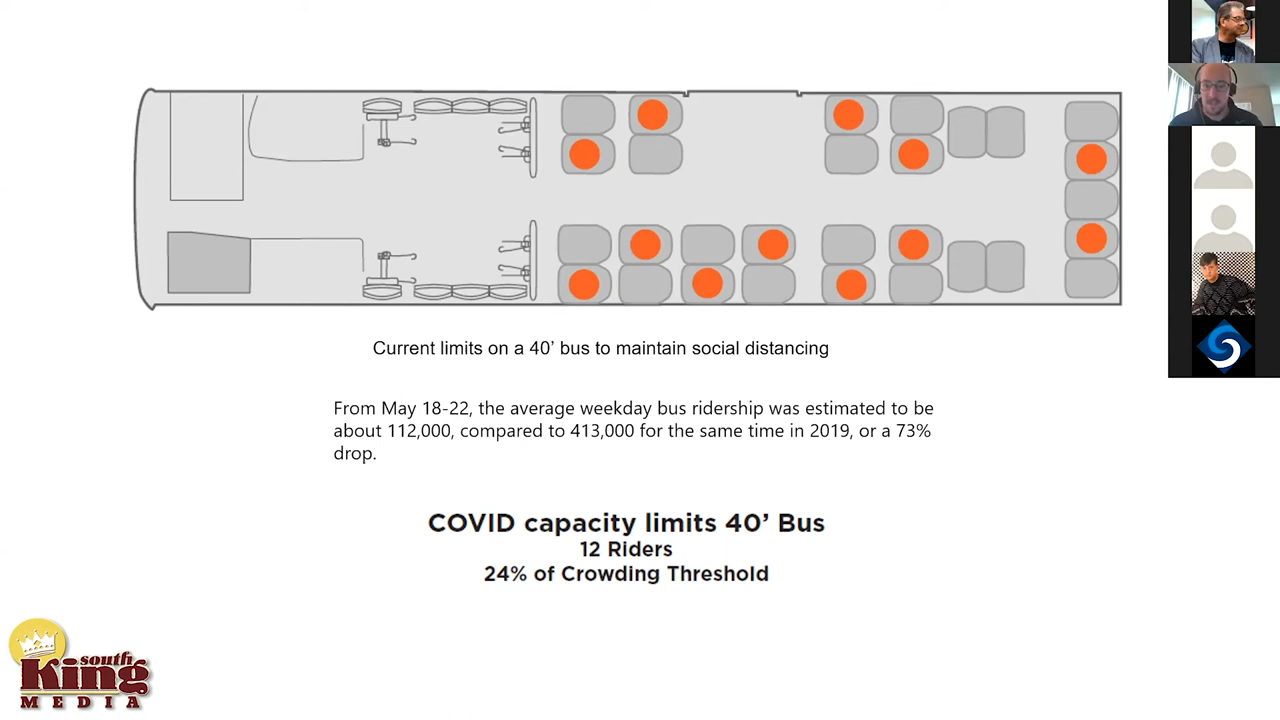 Current limits on a 40’ bus to maintain social distancing
From May 18-22, the average weekday bus ridership was estimated to be
about 112,000, compared to 413,000 for the same time in 2019, or a 73%
drop.
COVID capacity limits 40’ Bus
12 Riders
24% of Crowding Threshold
south
King
MEDIA